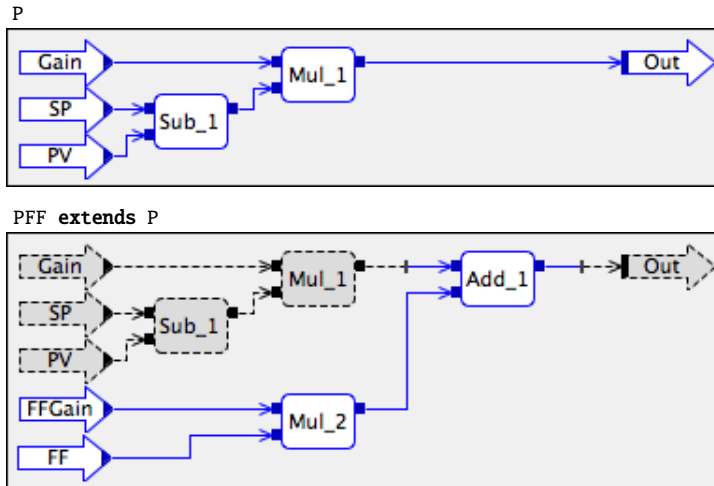 P
Gain
Mul_1
Out
SP
Sub_1
PV
PFF extends P
Gain
Mul_1
Add_1
Out
SP
Sub_1
PV
FFGain
Mul_2
FF